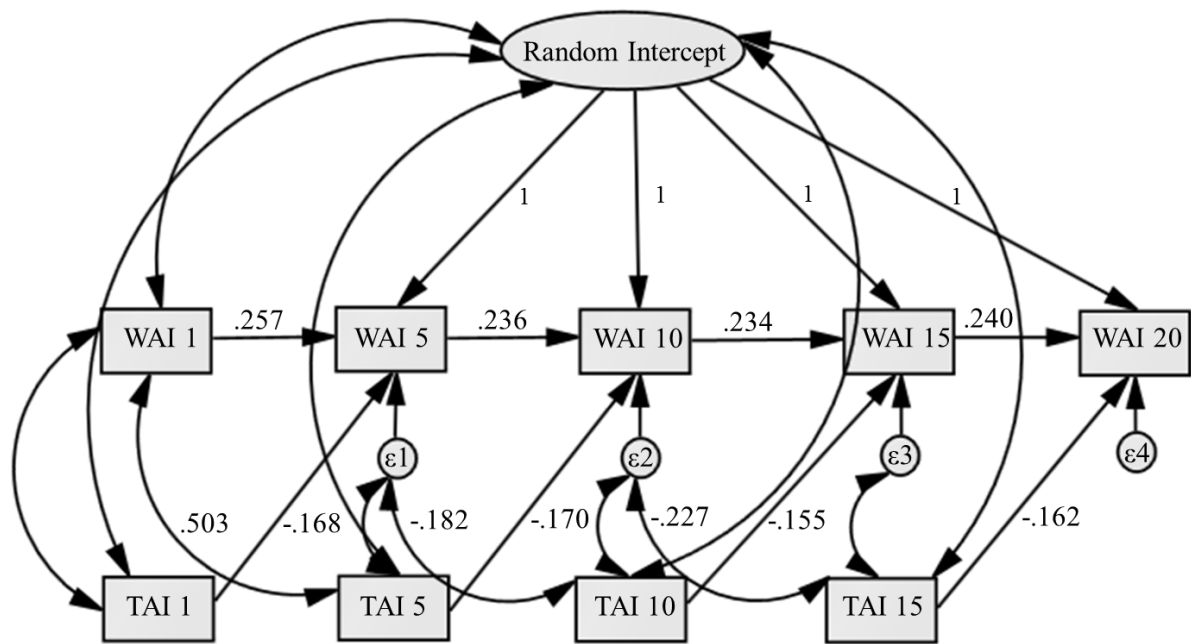 Random Intercept
1
1
1
1
WAI 1
.257
WAI 5
.236
WAI 10
.234
WAI 15
.240
WAI 20
ε1
ε2
ε3
ε4
.503
-.168
-.182
-.170
-.227
-.155
-.162
TAI 1
TAI 5
TAI 10
TAI 15